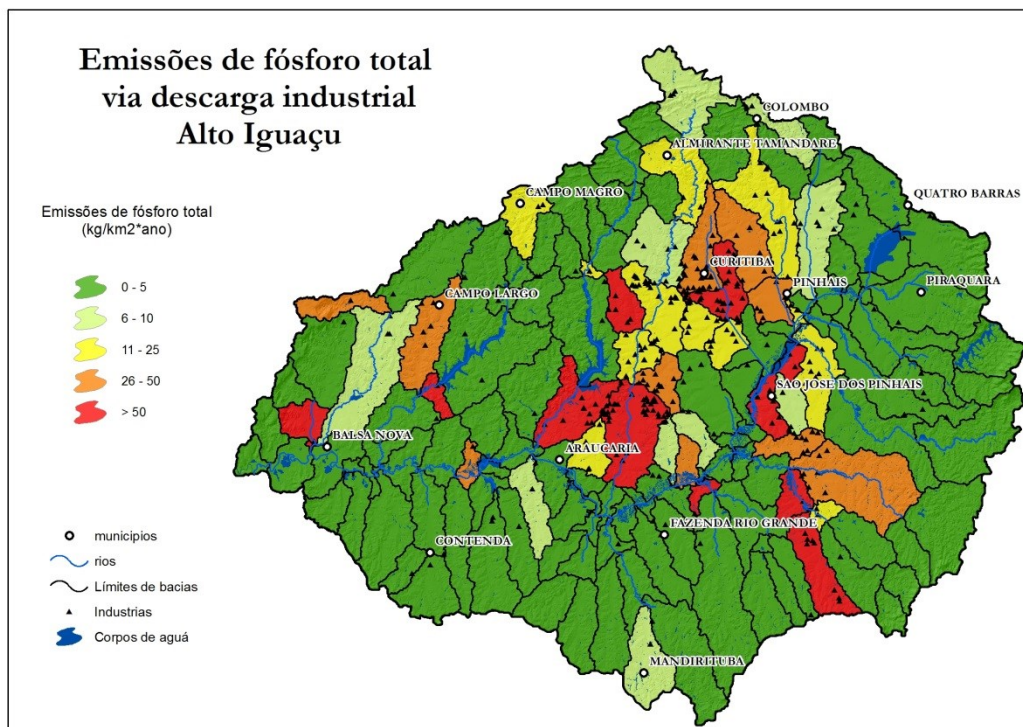 Emissões de fósforo total
via descarga industrial
Alto Iguaçu
Emissões de fósforo total
(kg/km2*ano)
0 - 5
6 - 10
11 - 25
26 - 50
> 50
municipios
rios
Límites de bacias
Industrias
Corpos de aguá
COLOMBO
ALMIRANTE TAMANDARE
CAMPO MAGRO
QUATRO BARRAS
CURITIBA
PINHAIS
PIRAQUARA
CAMPO LARGO
SAO JOSE DOS PINHAIS
BALSA NOVA
ARAUCARIA
FAZENDA RIO GRANDE
CONTENDA
MANDIRITUBA